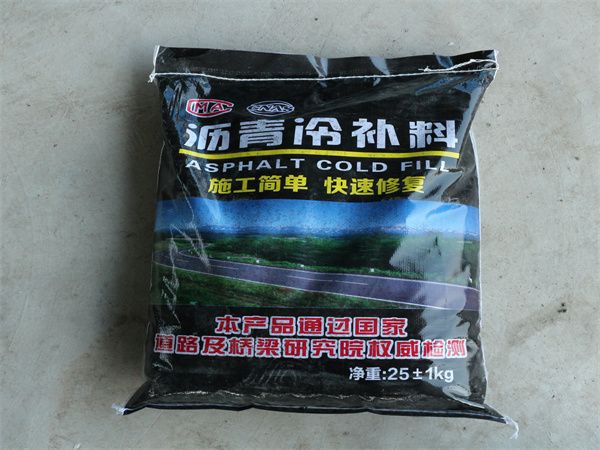 沥青冷补料
ASPHALT COLD FILL
施工简单 快速修复
本产品通过国家
道路及桥梁研究院权威检测
净重:25±1kg